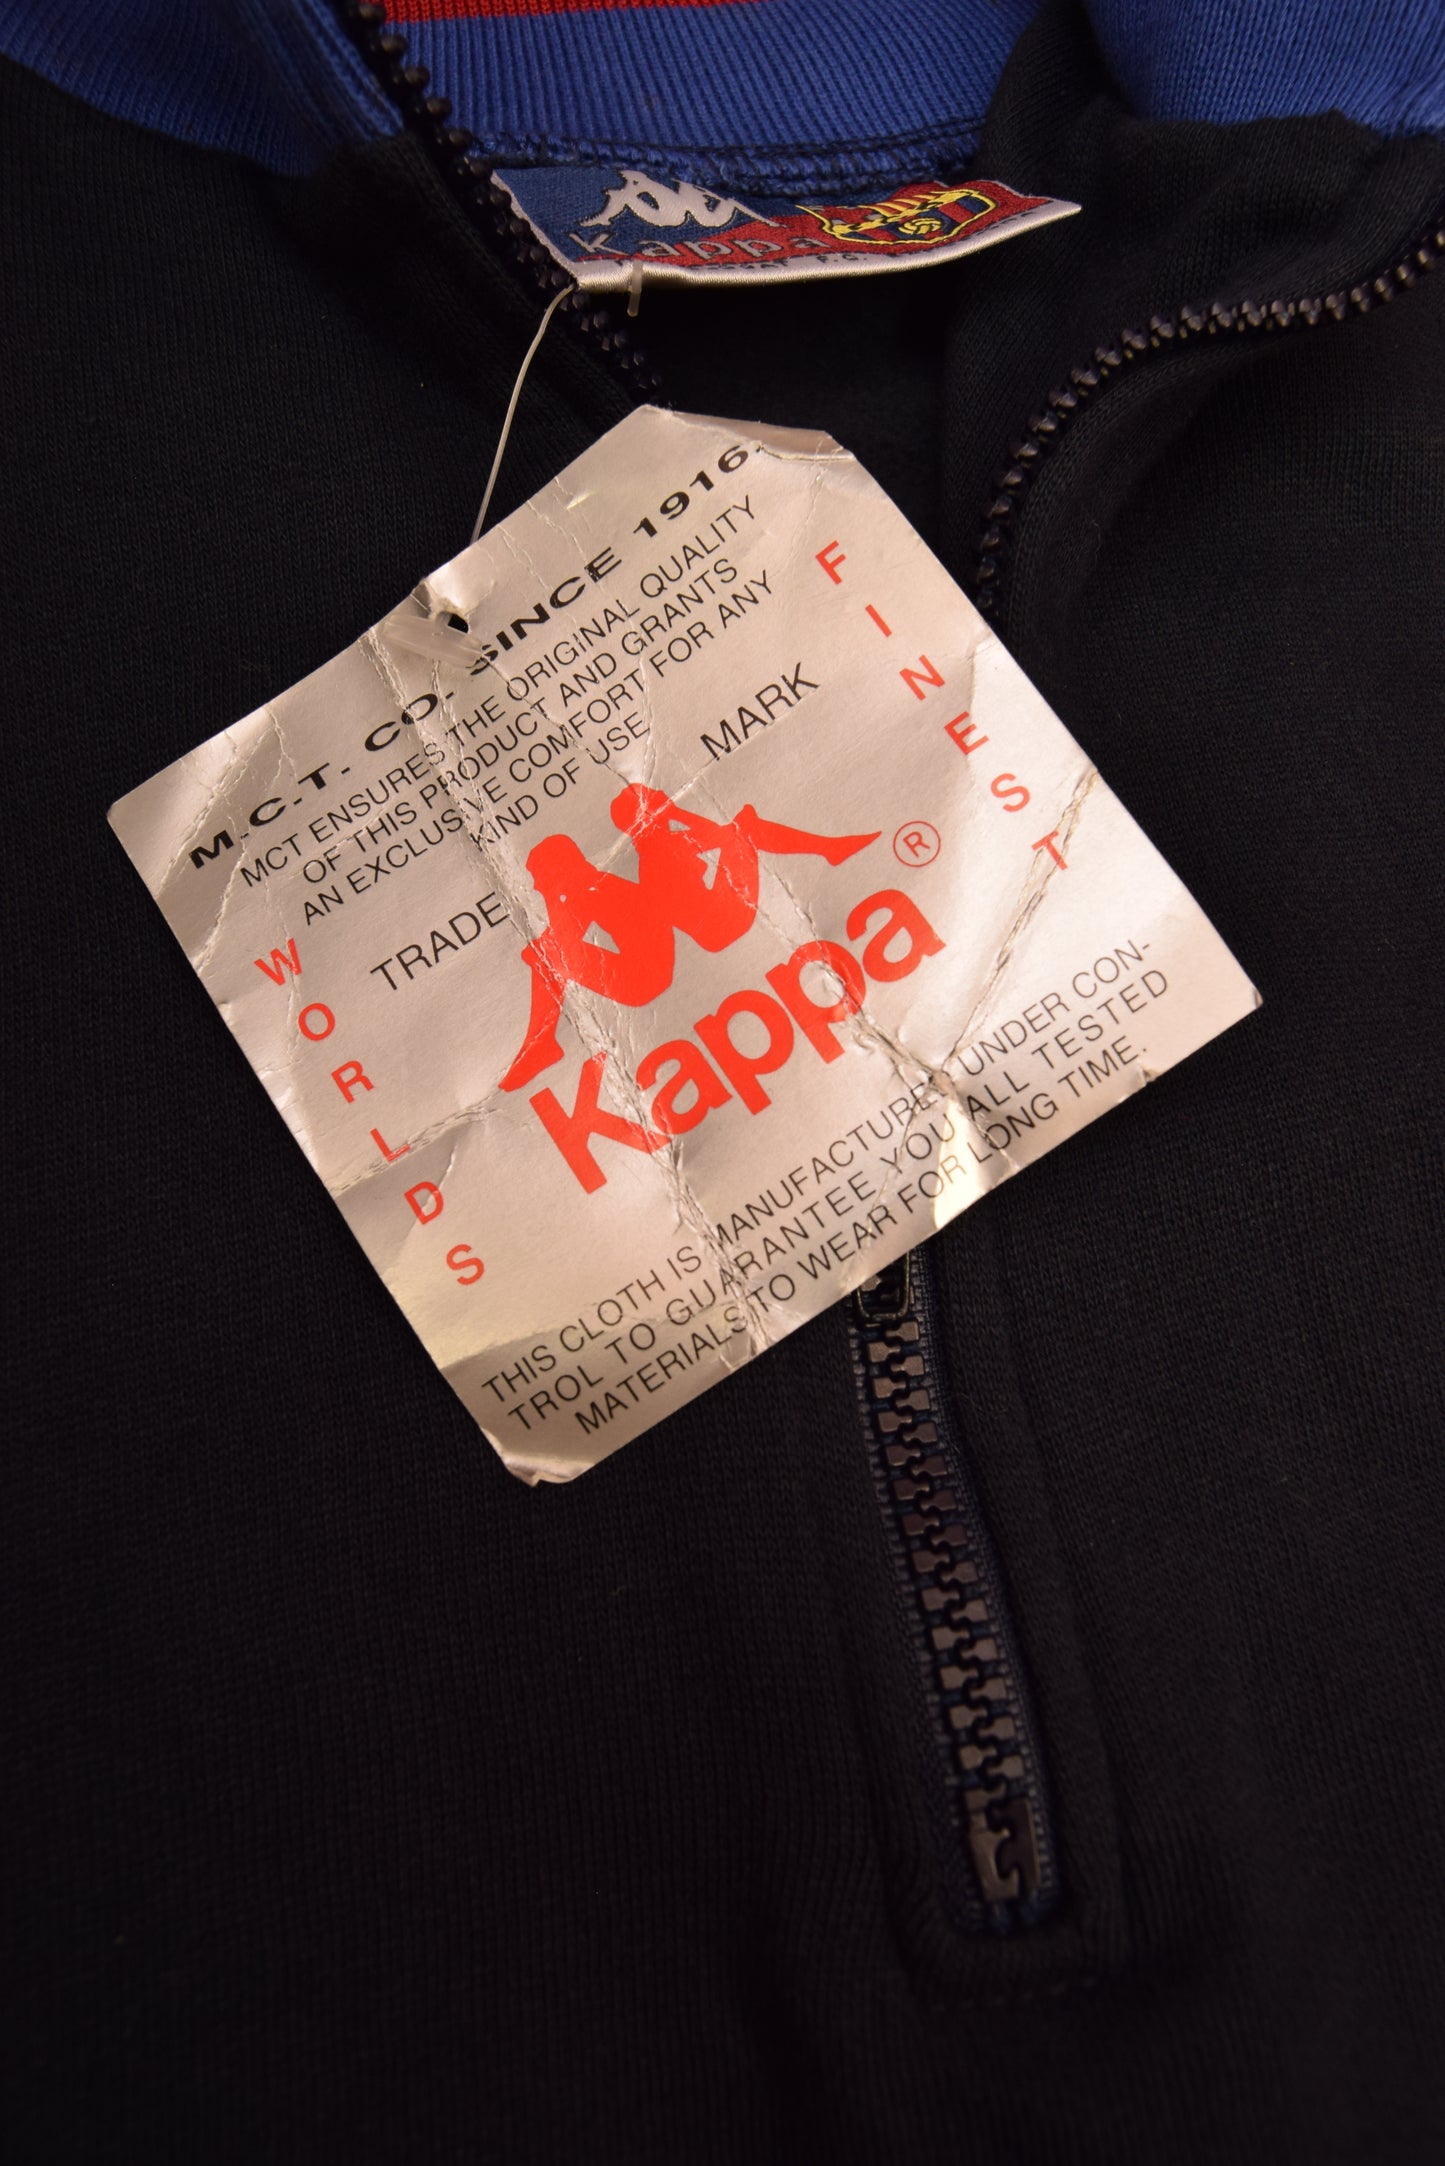 Kappa
F.C.
M.C.T. CO. SINCE 1916.
MCT ENSURES THE ORIGINAL QUALITY
OF THIS PRODUCT AND GRANTS
AN EXCLUSIVE COMFORT FOR ANY
KIND OF USE
TRADE MARK
WORLDS
FINEST
Kappa®
THIS CLOTH IS MANUFACTURED UNDER CON-
TROL TO GUARANTEE YOU ALL TESTED
MATERIALS TO WEAR FOR LONG TIME.